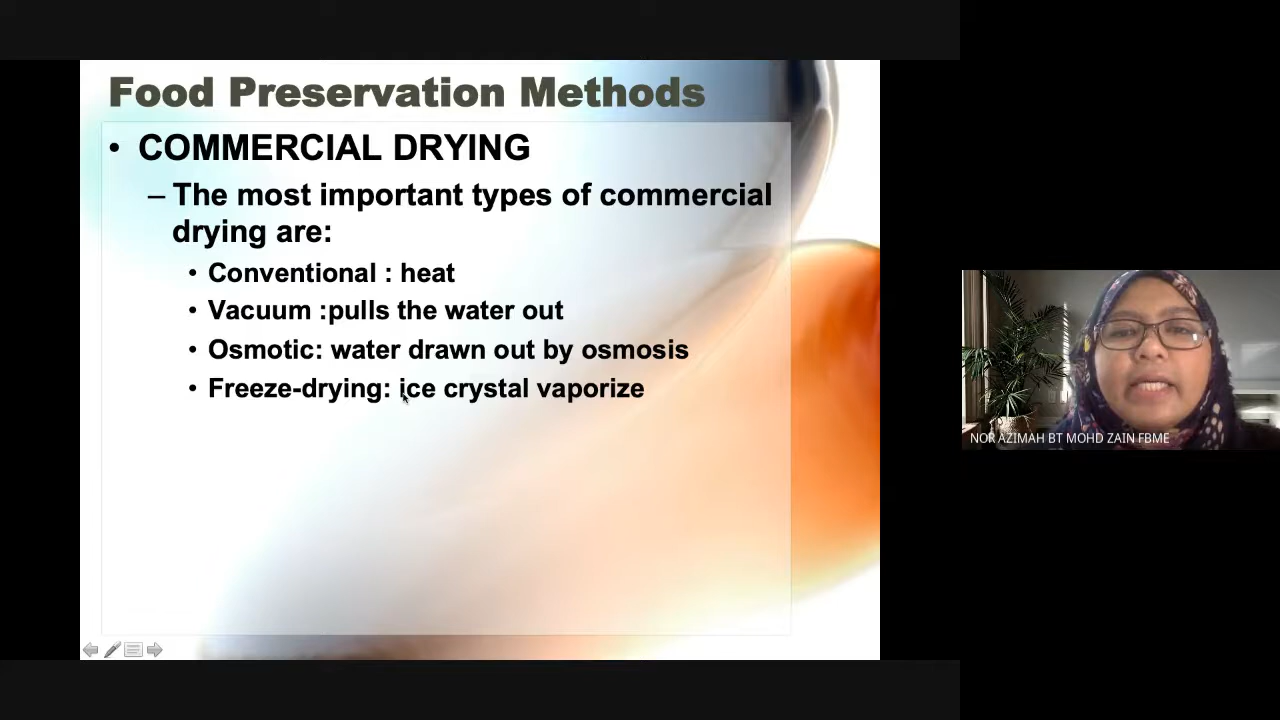 Food Preservation Methods
• COMMERCIAL DRYING
– The most important types of commercial
drying are:
• Conventional : heat
• Vacuum :pulls the water out
• Osmotic: water drawn out by osmosis
• Freeze-drying: ice crystal vaporize
NOR AZIMAH BT MOHD ZAIN FBME